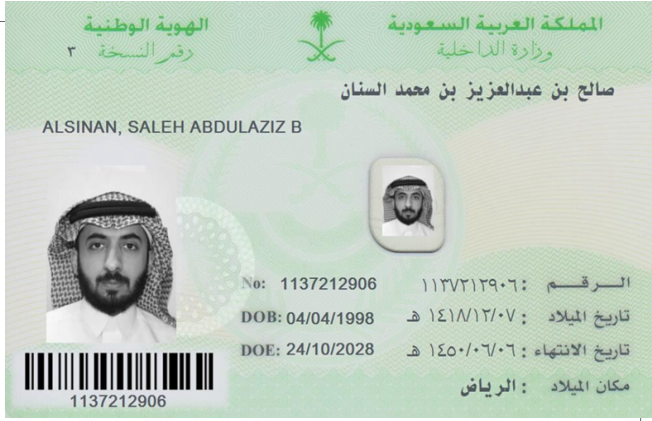 المملكة العربية السعودية
وزارة الداخلية
الهوية الوطنية
رقم النسخة ٣
صالح بن عبدالعزيز بن محمد السنان
ALSINAN, SALEH ABDULAZIZ B
الـــرقـــم : ١١٣٧٢١٢٩٠٦ No: 1137212906
تاريخ الميلاد : ١٤١٨/١٢/٠٧ هـ DOB: 04/04/1998
تاريخ الانتهاء : ١٤٥٠/٠٦/٠٦ هـ DOE: 24/10/2028
مكان الميلاد : الرياض
1137212906